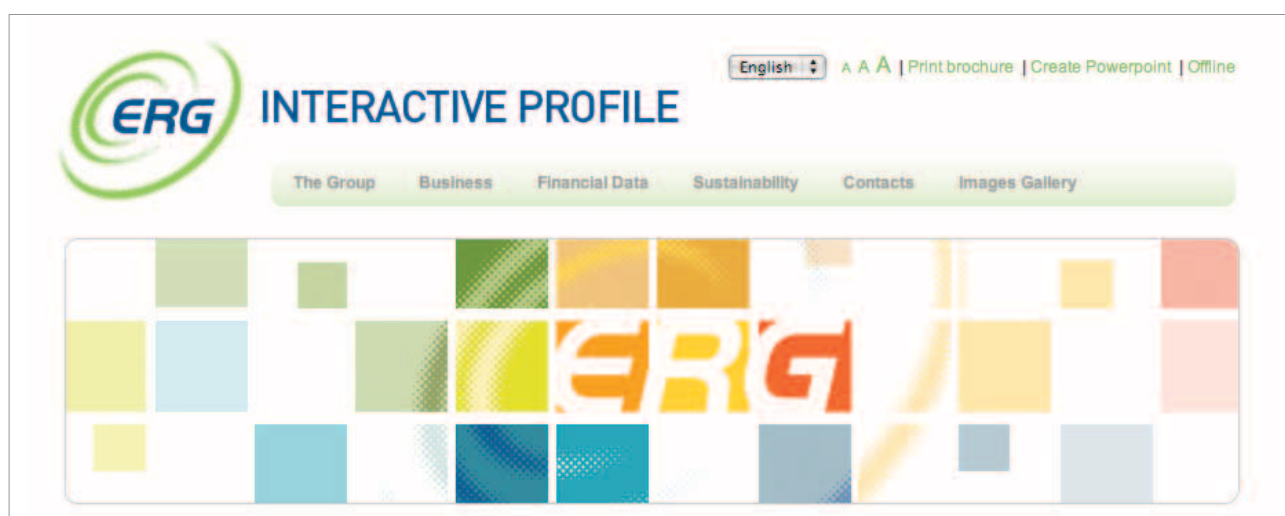 English A A A | Print brochure | Create Powerpoint | Offline
ERG INTERACTIVE PROFILE
The Group Business Financial Data Sustainability Contacts Images Gallery
ERG